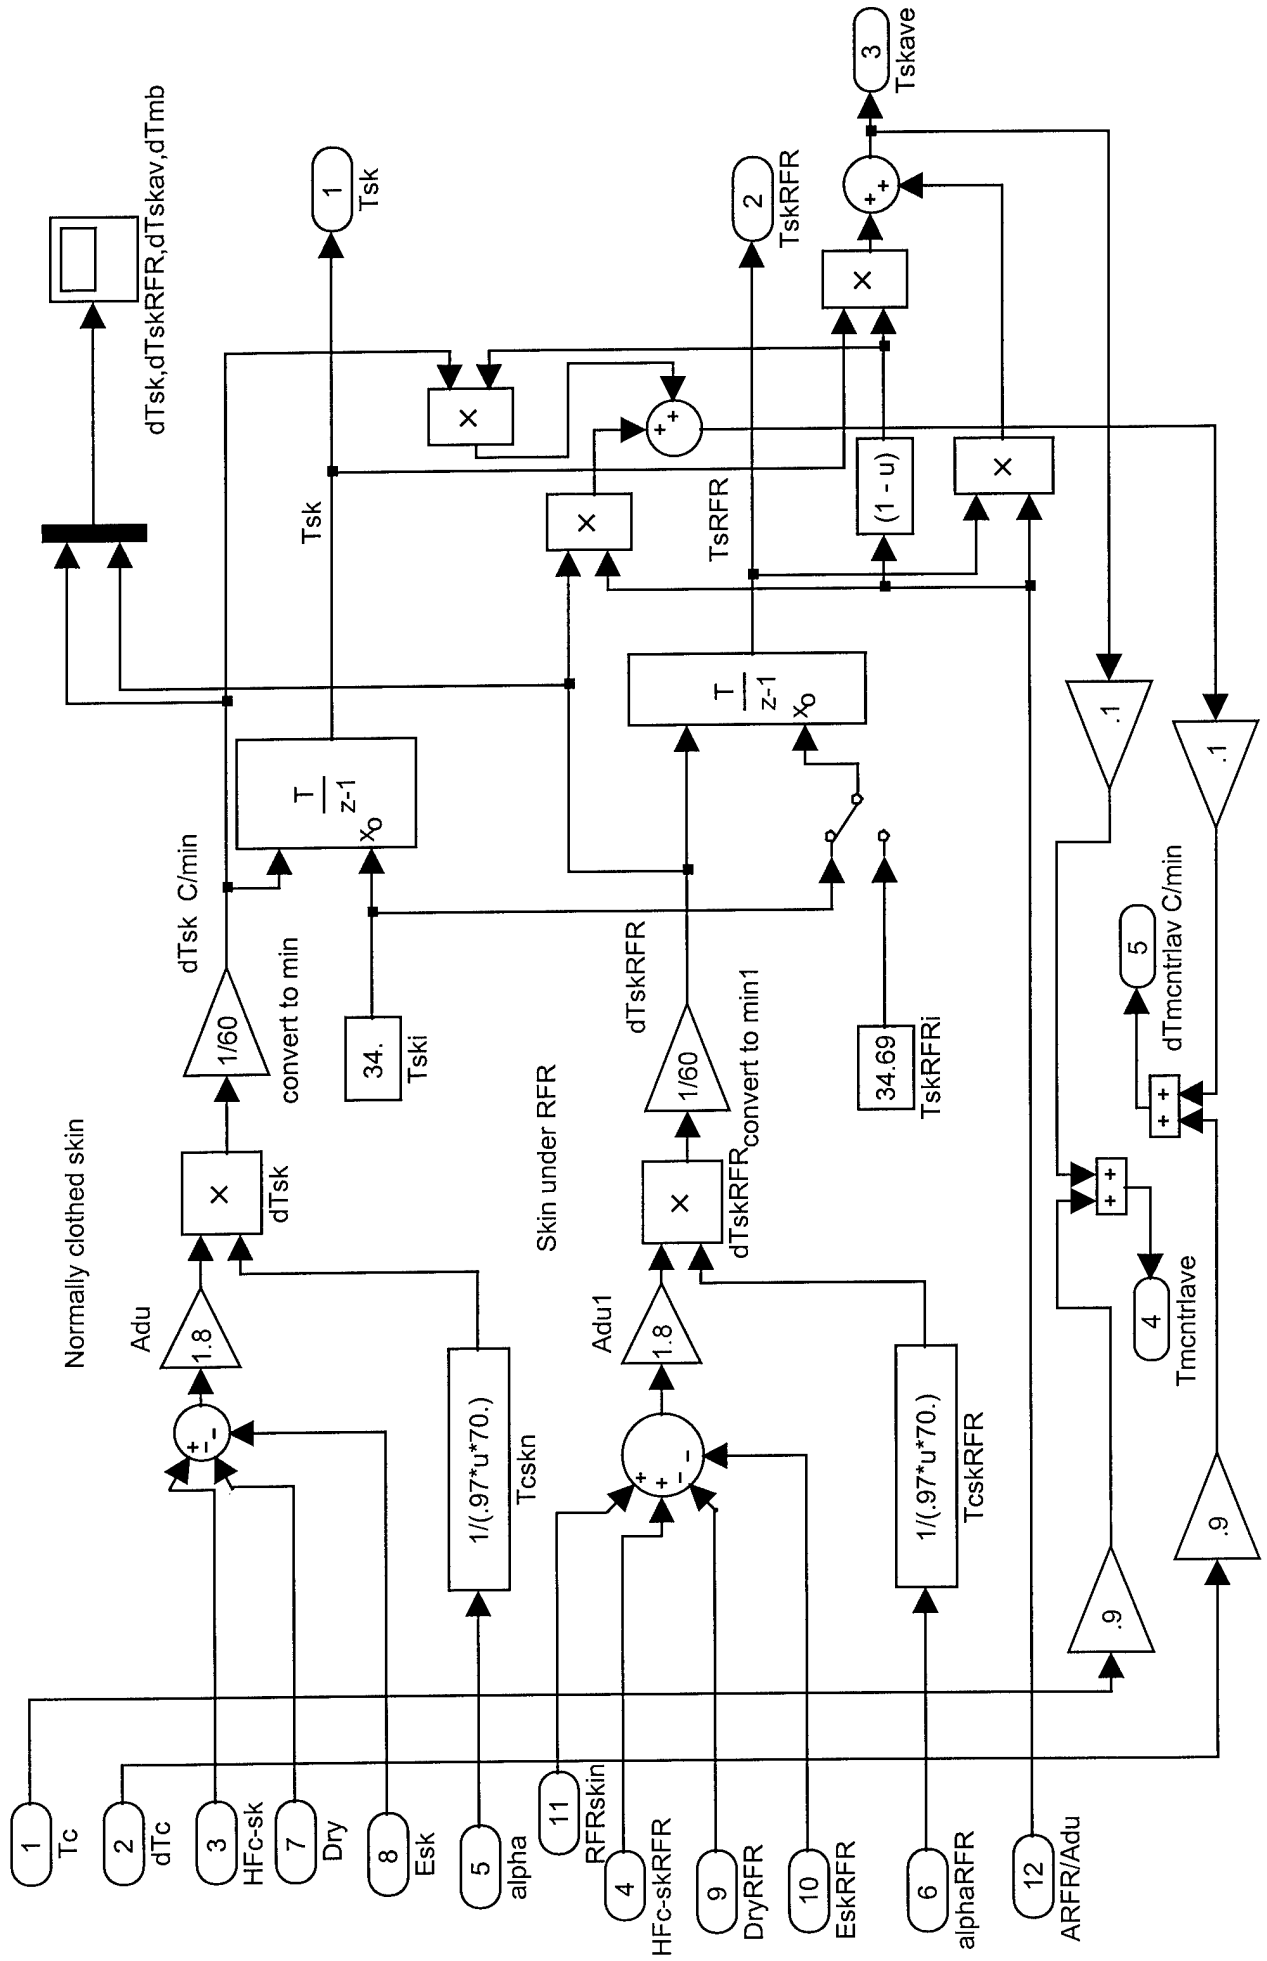 1
Tc
2
dTc
3
HFc-sk
7
Dry
8
Esk
5
alpha
11
RFRskin
4
HFc-skRFR
9
DryRFR
10
EskRFR
6
alphaRFR
12
ARFR/Adu
Normally clothed skin
+
-
-
1.8
Adu
1/(.97*u*70.)
Tcskn
×
dTsk
1/60
convert to min
dTsk C/min
34.
Tski
T
z-1
xo
Tsk
1
Tsk
dTsk,dTskRFR,dTskav,dTmb
Skin under RFR
+
+
-
-
1.8
Adu1
1/(.97*u*70.)
TcskRFR
×
dTskRFR
1/60
convert to min1
dTskRFR
34.69
TskRFRi
T
z-1
xo
TsRFR
2
TskRFR
×
×
+
+
(1 - u)
×
×
+
+
3
Tskave
.9
.9
.1
.1
+
+
4
Tmcntrlave
+
+
5
dTmcntrlav C/min